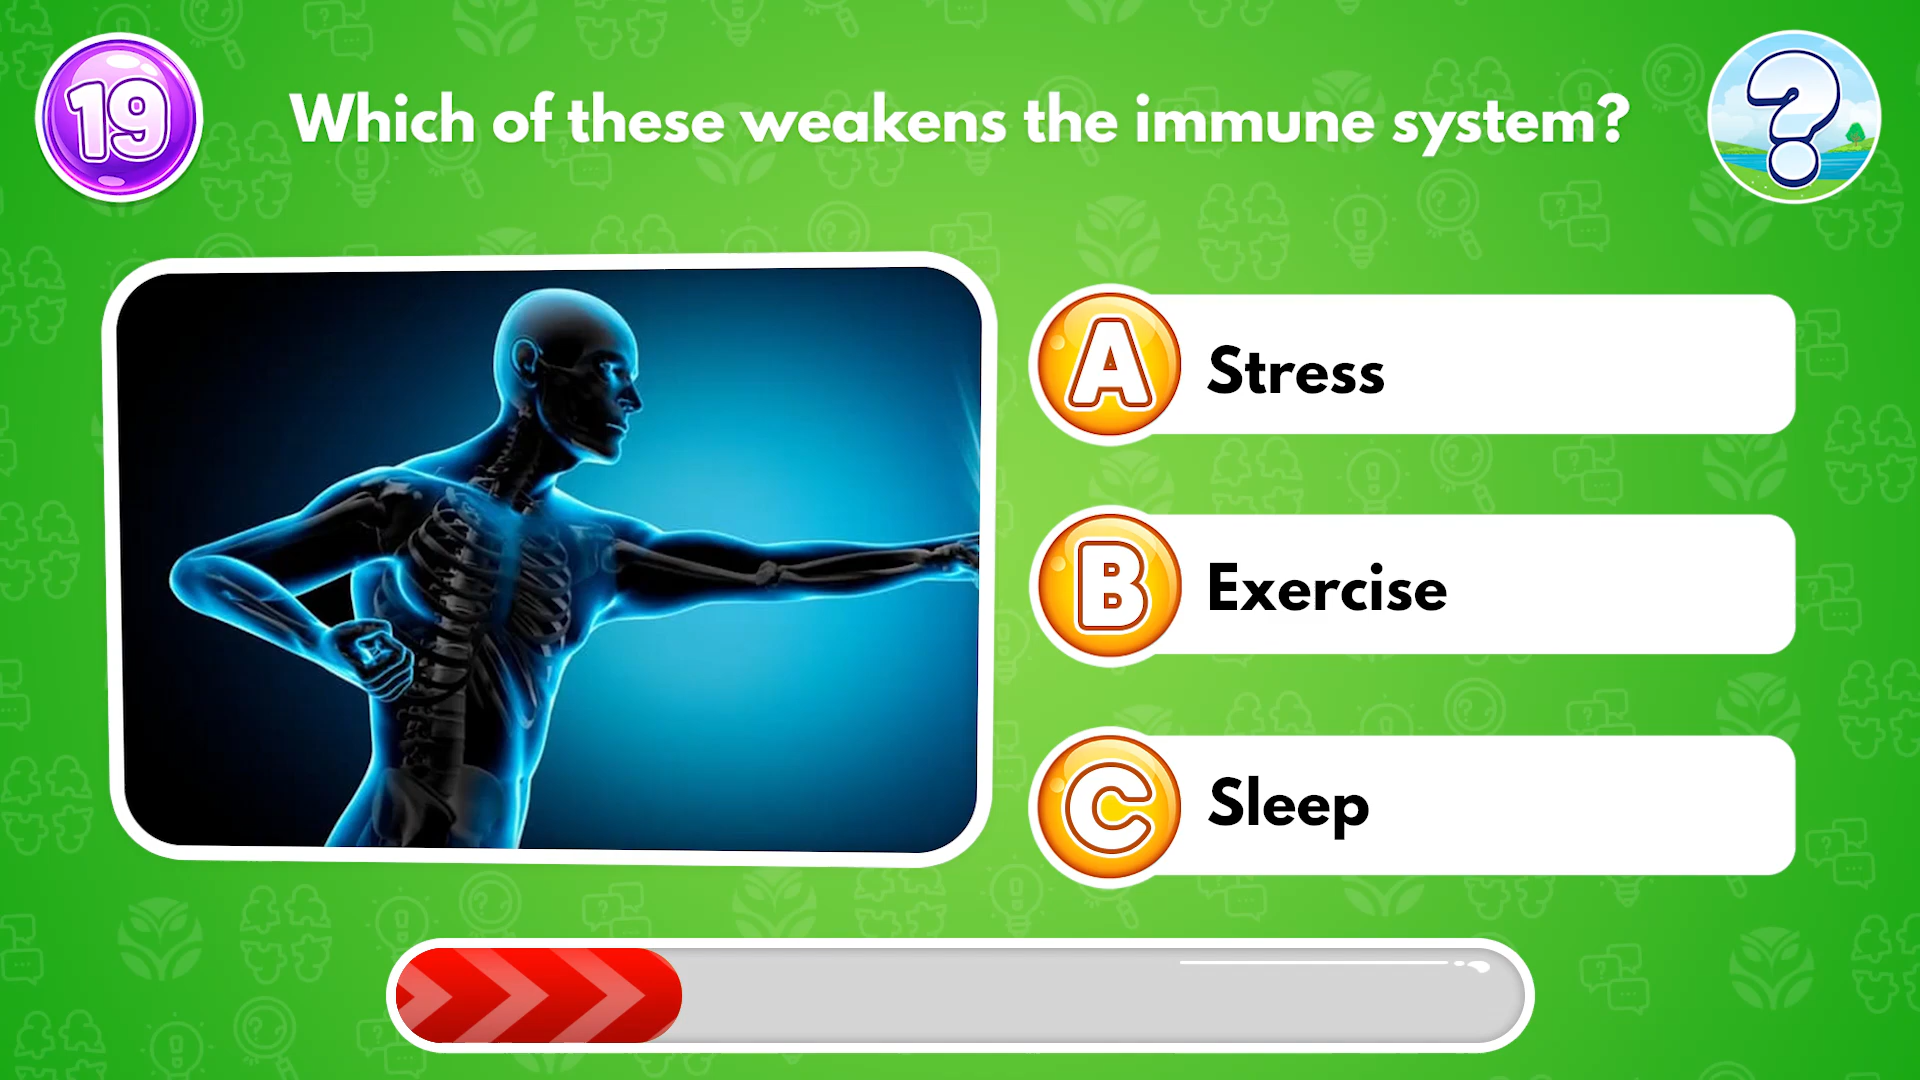 19
Which of these weakens the immune system?
?
A Stress
B Exercise
C Sleep